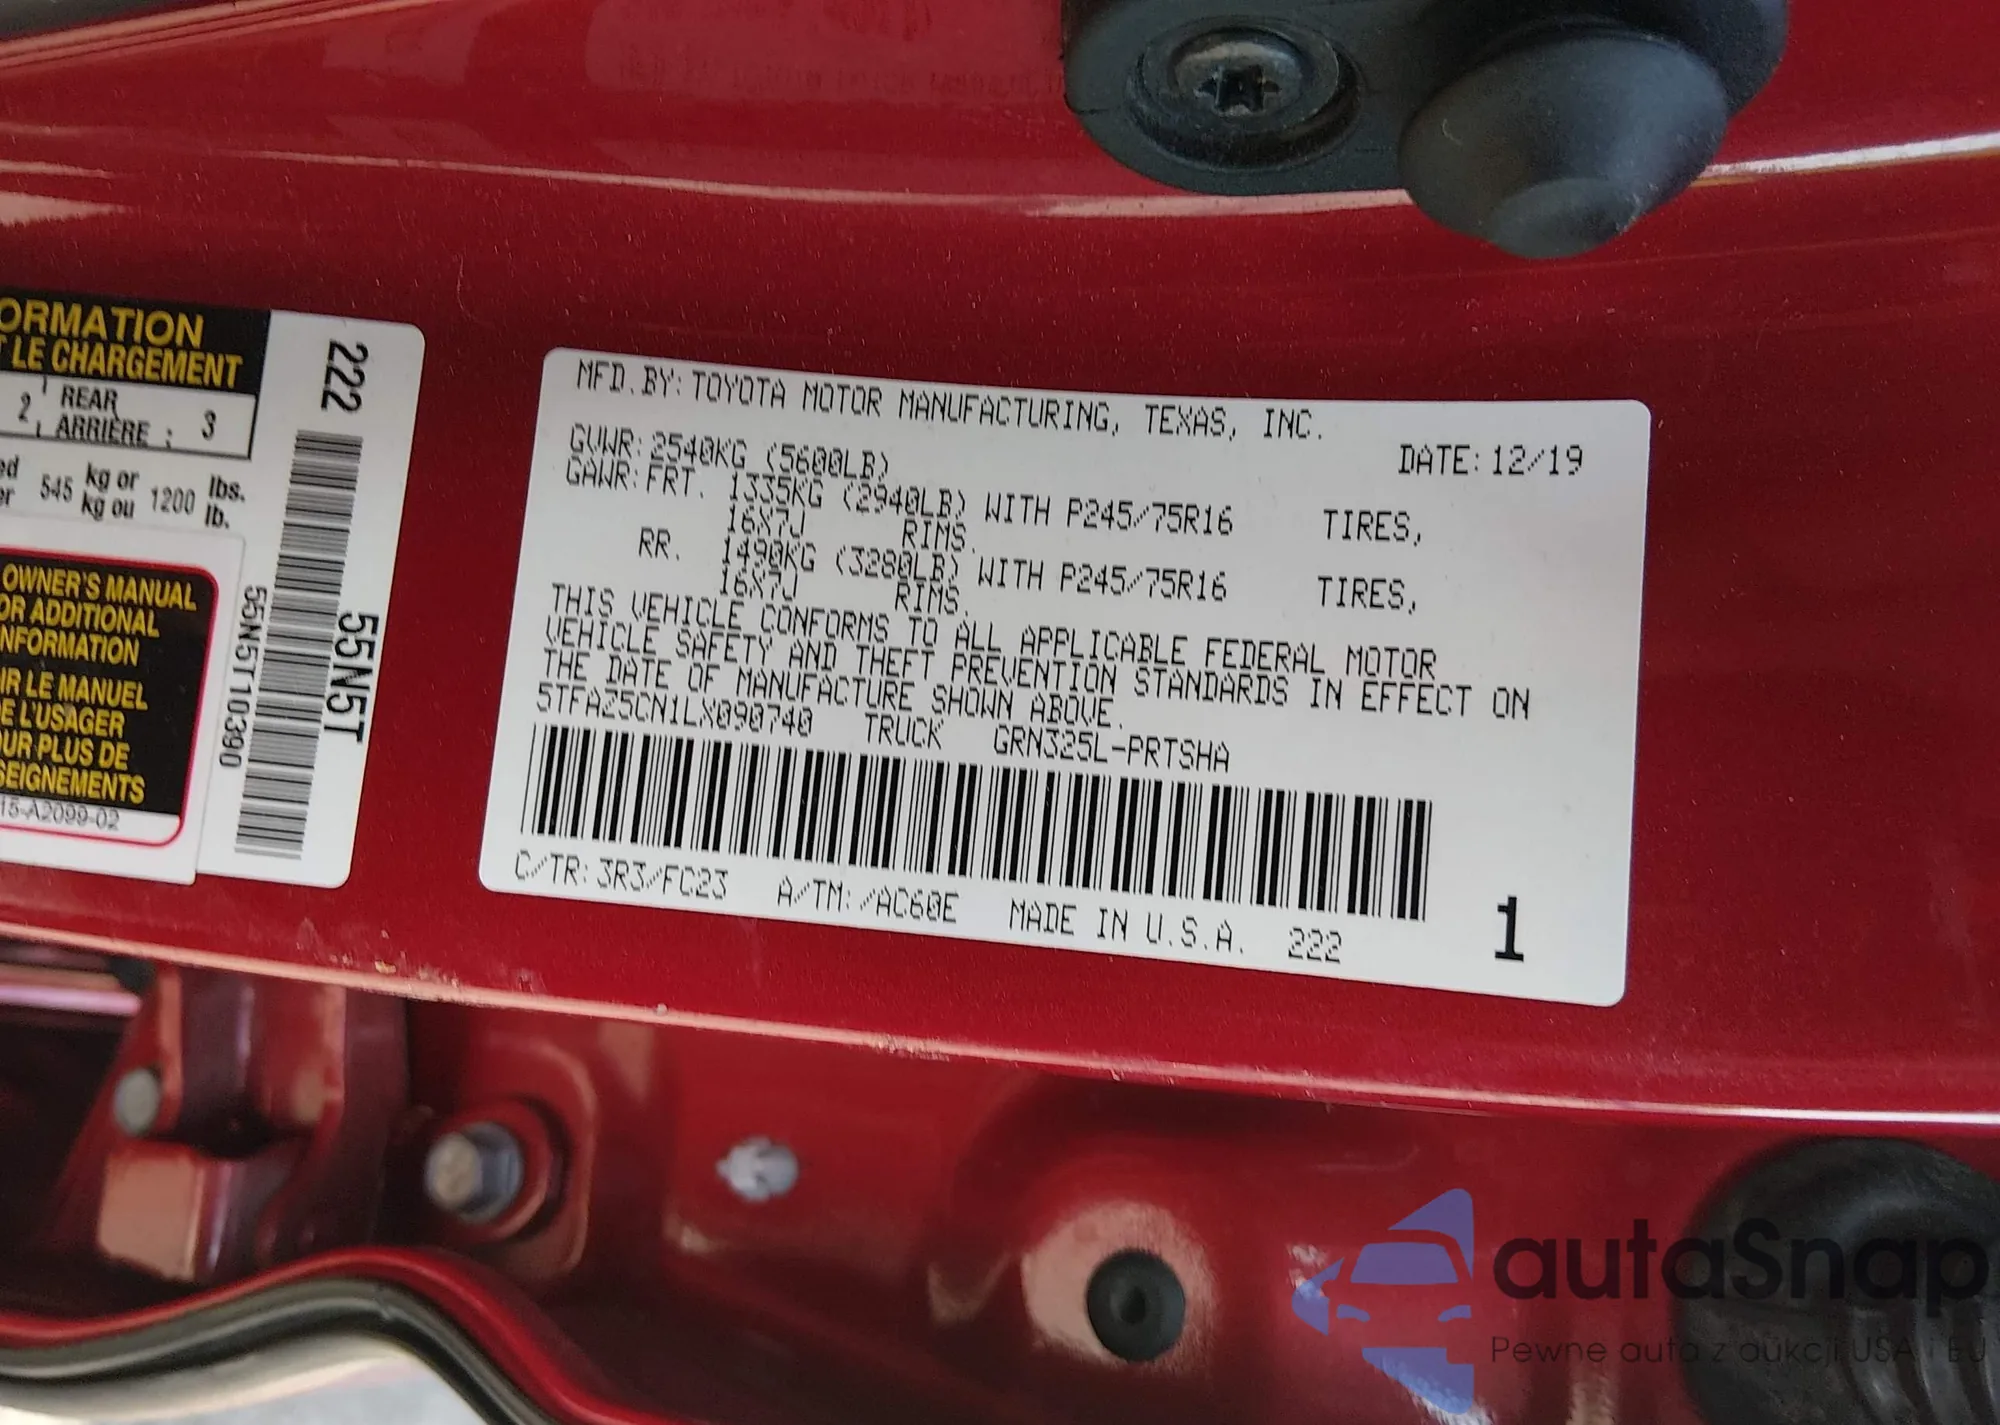 ORMATION
T LE CHARGEMENT
2 REAR
ARRIÈRE : 3
545 kg or 1200 lbs.
kg ou lb.
OWNER'S MANUAL
OR ADDITIONAL
NFORMATION
IR LE MANUEL
E L'USAGER
UR PLUS DE
SEIGNEMENTS
15-A2099-02
222
55N5T
55N5T10390
MFD. BY: TOYOTA MOTOR MANUFACTURING, TEXAS, INC.
GVWR: 2540KG (5600LB) DATE: 12/19
GAWR: FRT. 1335KG (2940LB) WITH P245/75R16 TIRES,
16X7J RIMS.
RR. 1490KG (3280LB) WITH P245/75R16 TIRES,
16X7J RIMS.
THIS VEHICLE CONFORMS TO ALL APPLICABLE FEDERAL MOTOR
VEHICLE SAFETY AND THEFT PREVENTION STANDARDS IN EFFECT ON
THE DATE OF MANUFACTURE SHOWN ABOVE.
5TFAZ5CN1LX090740 TRUCK GRN325L-PRTSHA
C/TR: 3R3/FC23 A/TM: /AC60E MADE IN U.S.A. 222
1
autaSnap
Pewne auta z aukcji USA i EU